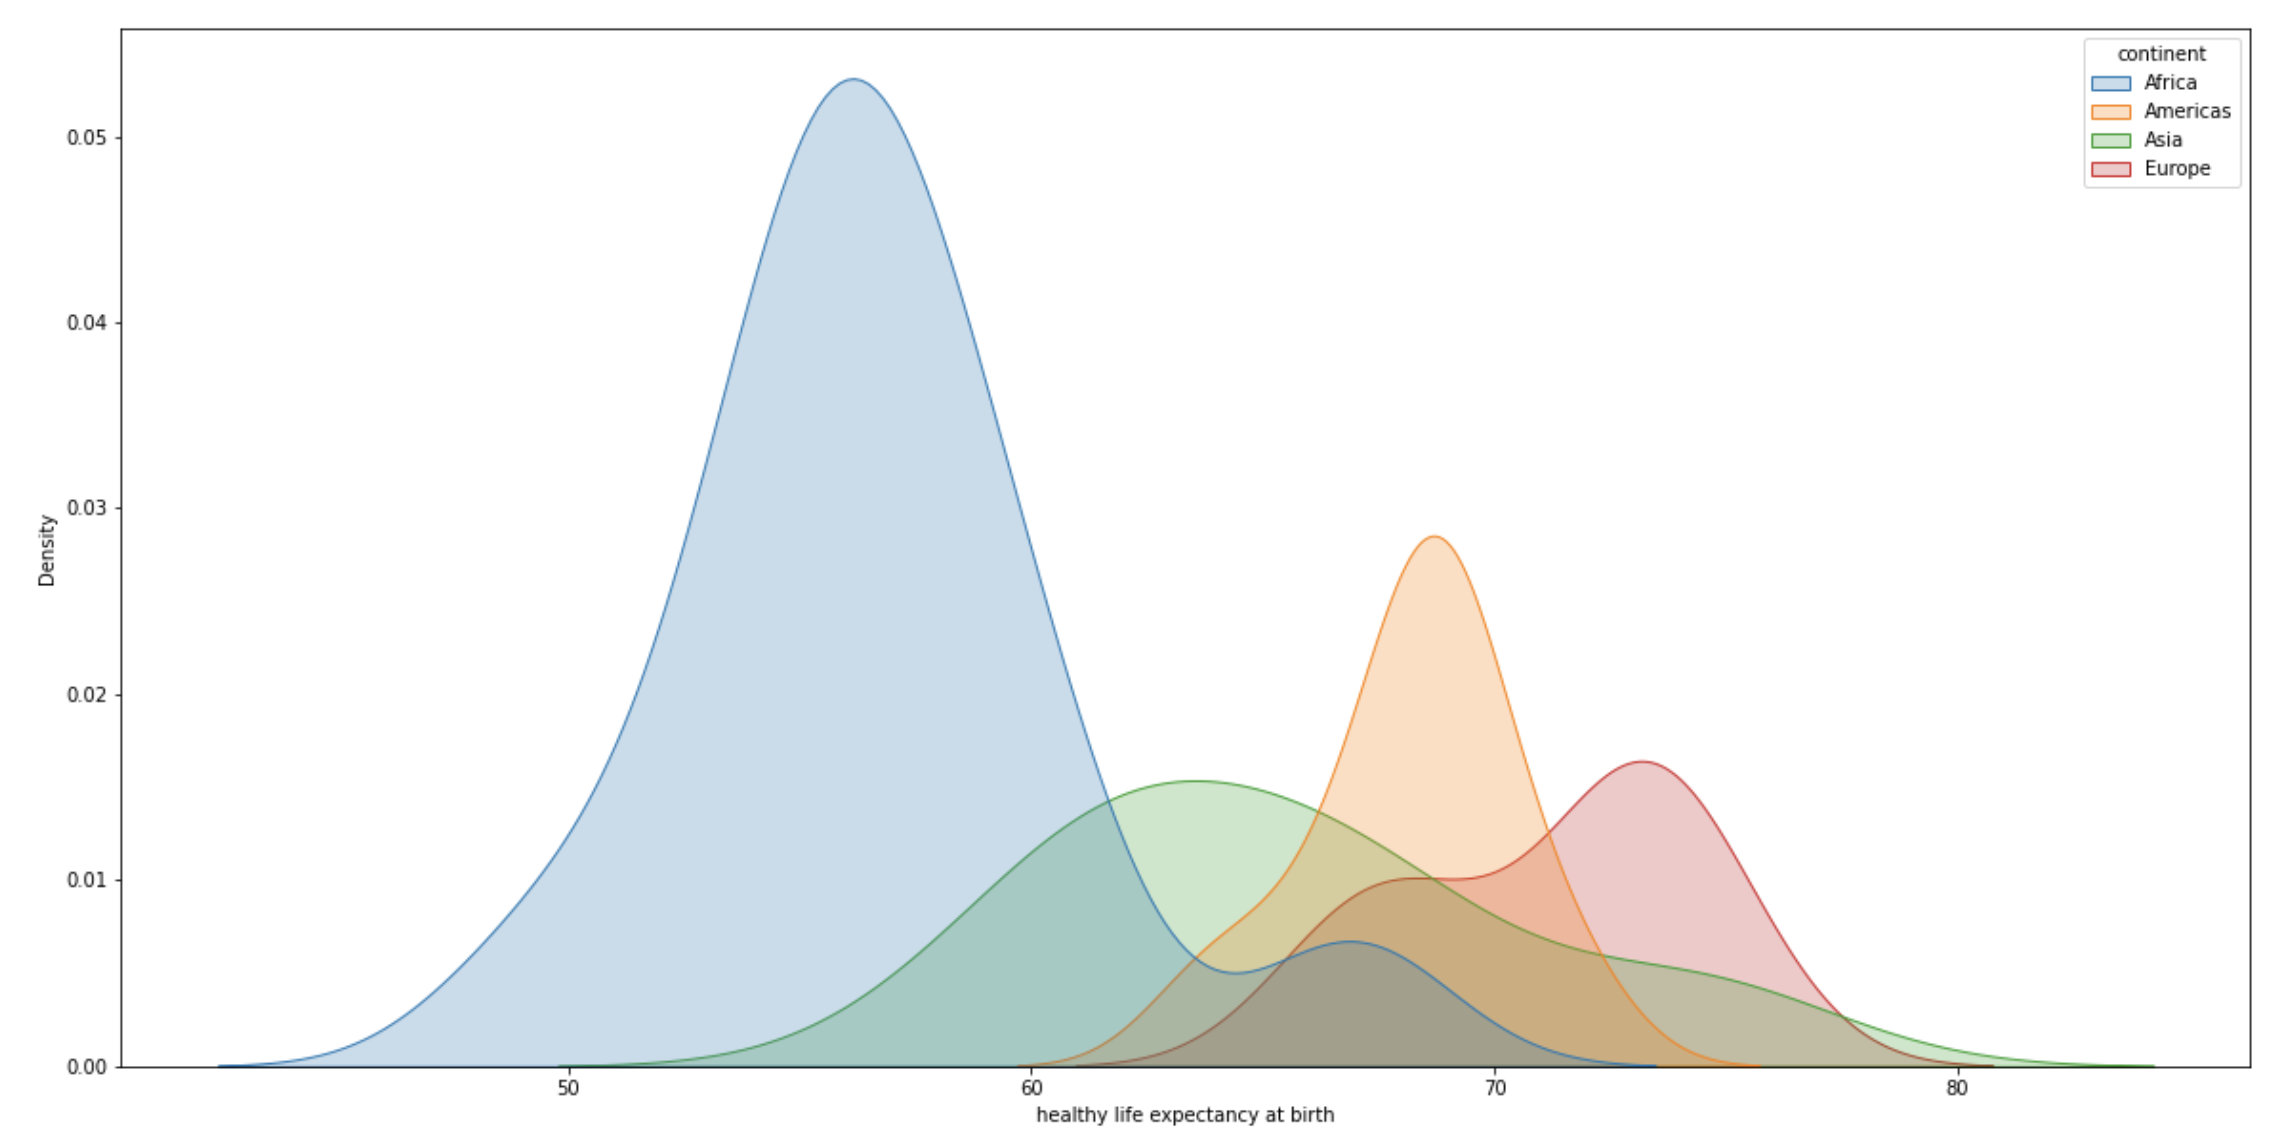 continent
Africa
Americas
Asia
Europe
0.05
0.04
0.03
0.02
0.01
0.00
Density
50 60 70 80
healthy life expectancy at birth